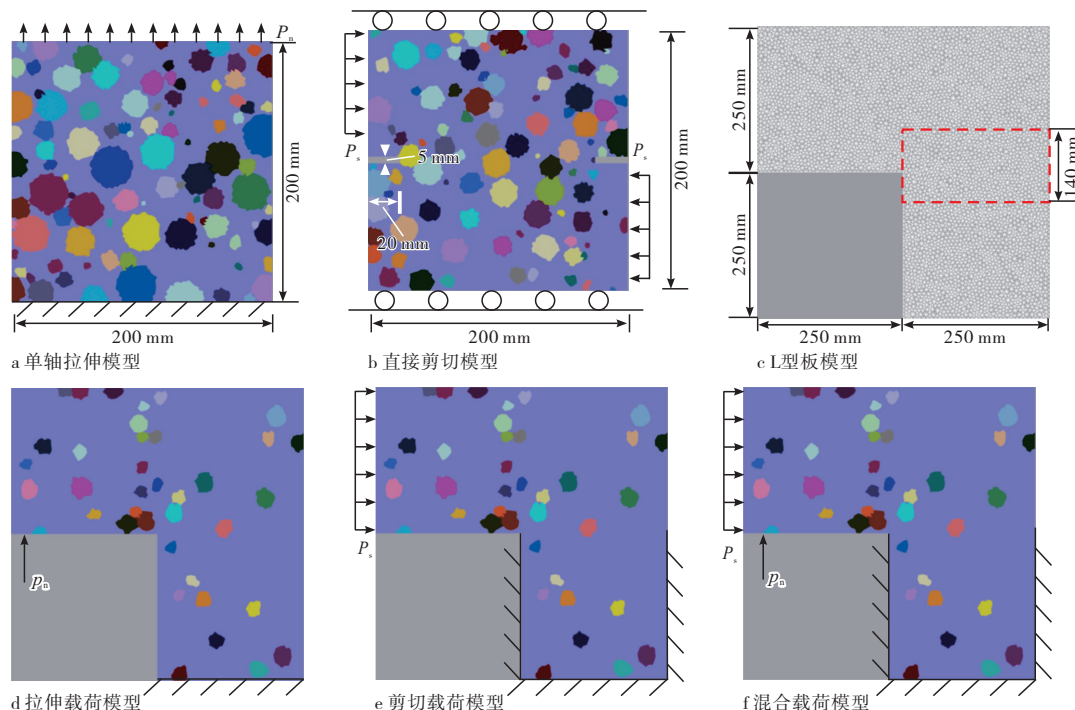 Pn
200 mm
200 mm
a 单轴拉伸模型
Ps
5 mm
Ps
20 mm
200 mm
200 mm
b 直接剪切模型
250 mm
250 mm
140 mm
250 mm
250 mm
c L型板模型
pn
d 拉伸载荷模型
Ps
e 剪切载荷模型
Ps
pn
f 混合载荷模型